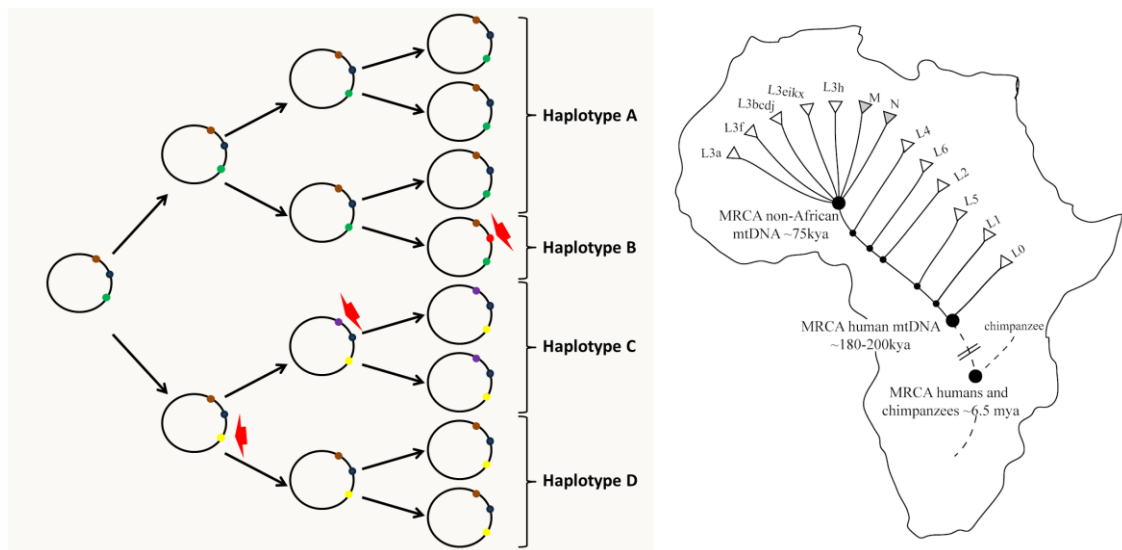 Haplotype A
Haplotype B
Haplotype C
Haplotype D
L3a
L3f
L3bcdj
L3eikx
L3h
M
N
L4
L6
L2
L5
L1
L0
MRCA non-African
mtDNA ~75kya
MRCA human mtDNA
~180-200kya
chimpanzee
MRCA humans and
chimpanzees ~6.5 mya